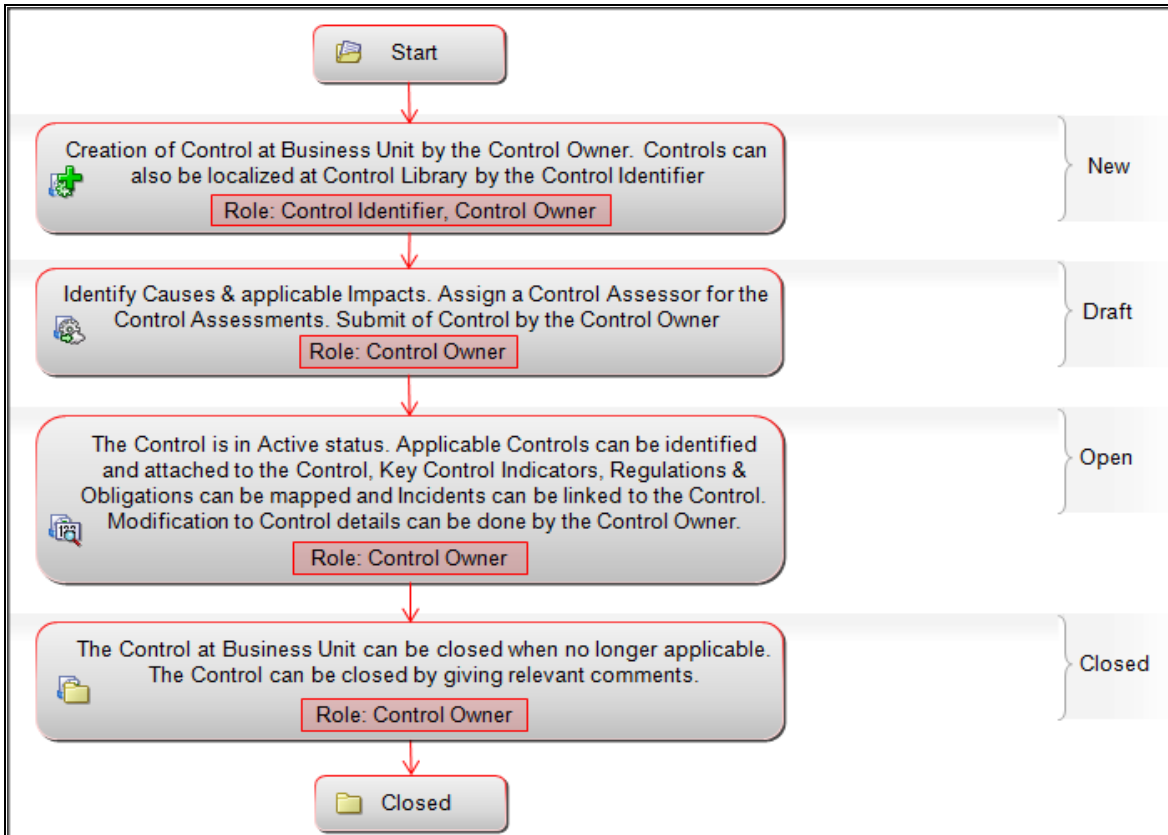 Start
Creation of Control at Business Unit by the Control Owner. Controls can
also be localized at Control Library by the Control Identifier
Role: Control Identifier, Control Owner
New
Identify Causes & applicable Impacts. Assign a Control Assessor for the
Control Assessments. Submit of Control by the Control Owner
Role: Control Owner
Draft
The Control is in Active status. Applicable Controls can be identified
and attached to the Control, Key Control Indicators, Regulations &
Obligations can be mapped and Incidents can be linked to the Control.
Modification to Control details can be done by the Control Owner.
Role: Control Owner
Open
The Control at Business Unit can be closed when no longer applicable.
The Control can be closed by giving relevant comments.
Role: Control Owner
Closed
Closed